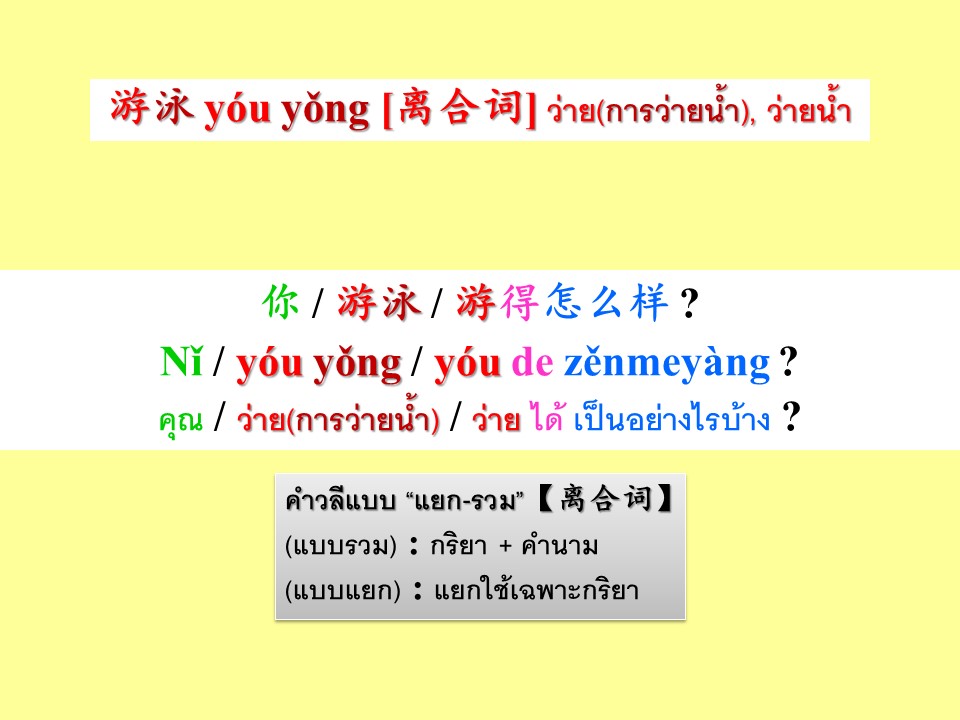 游泳 yóu yǒng [离合词] ว่าย(การว่ายน้ำ), ว่ายน้ำ
你 / 游泳 / 游得怎么样 ?
Nǐ / yóu yǒng / yóu de zěnmeyàng ?
คุณ / ว่าย(การว่ายน้ำ) / ว่าย ได้ เป็นอย่างไรบ้าง ?
คำวลีแบบ “แยก-รวม”【离合词】
(แบบรวม) : กริยา + คำนาม
(แบบแยก) : แยกใช้เฉพาะกริยา